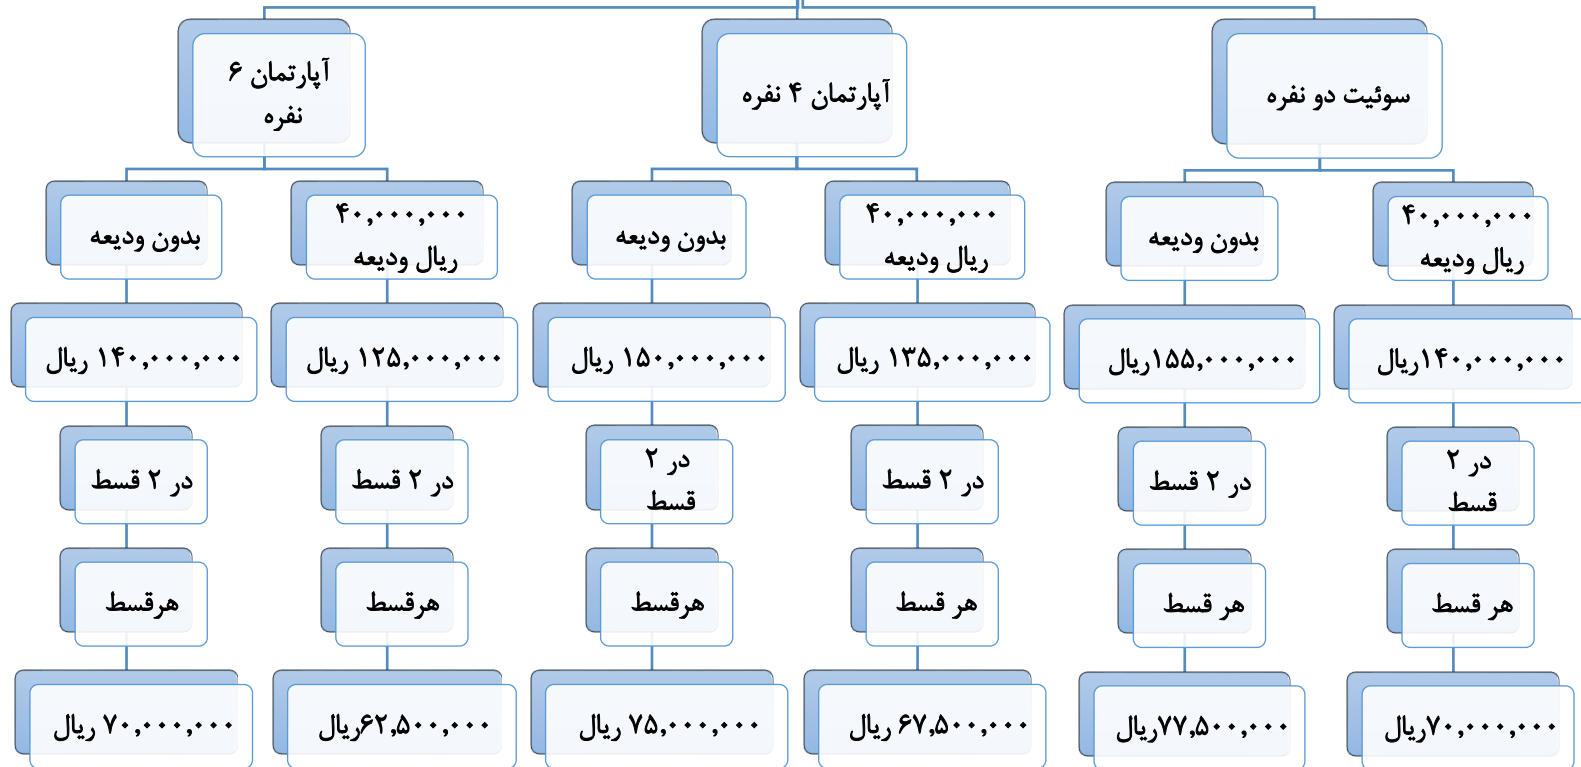 سوئیت دو نفره
آپارتمان ۴ نفره
آپارتمان ۶
نفره
۴۰,۰۰۰,۰۰۰
ریال ودیعه
بدون ودیعه
۴۰,۰۰۰,۰۰۰
ریال ودیعه
بدون ودیعه
۴۰,۰۰۰,۰۰۰
ریال ودیعه
بدون ودیعه
۱۴۰,۰۰۰,۰۰۰ریال
۱۵۵,۰۰۰,۰۰۰ریال
۱۳۵,۰۰۰,۰۰۰ ریال
۱۵۰,۰۰۰,۰۰۰ ریال
۱۲۵,۰۰۰,۰۰۰ ریال
۱۴۰,۰۰۰,۰۰۰ ریال
در ۲
قسط
در ۲ قسط
در ۲ قسط
در ۲
قسط
در ۲ قسط
در ۲ قسط
هر قسط
هر قسط
هر قسط
هرقسط
هرقسط
هرقسط
۷۰,۰۰۰,۰۰۰ریال
۷۷,۵۰۰,۰۰۰ریال
۶۷,۵۰۰,۰۰۰ ریال
۷۵,۰۰۰,۰۰۰ ریال
۶۲,۵۰۰,۰۰۰ریال
۷۰,۰۰۰,۰۰۰ ریال